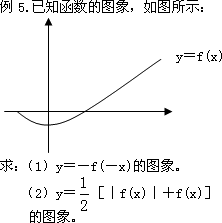 例5.已知函数的图象，如图所示：
y＝f(x)
求：(1) y＝－f(－x)的图象。
(2) y＝1/2 [｜f(x)｜＋f(x)]
的图象。